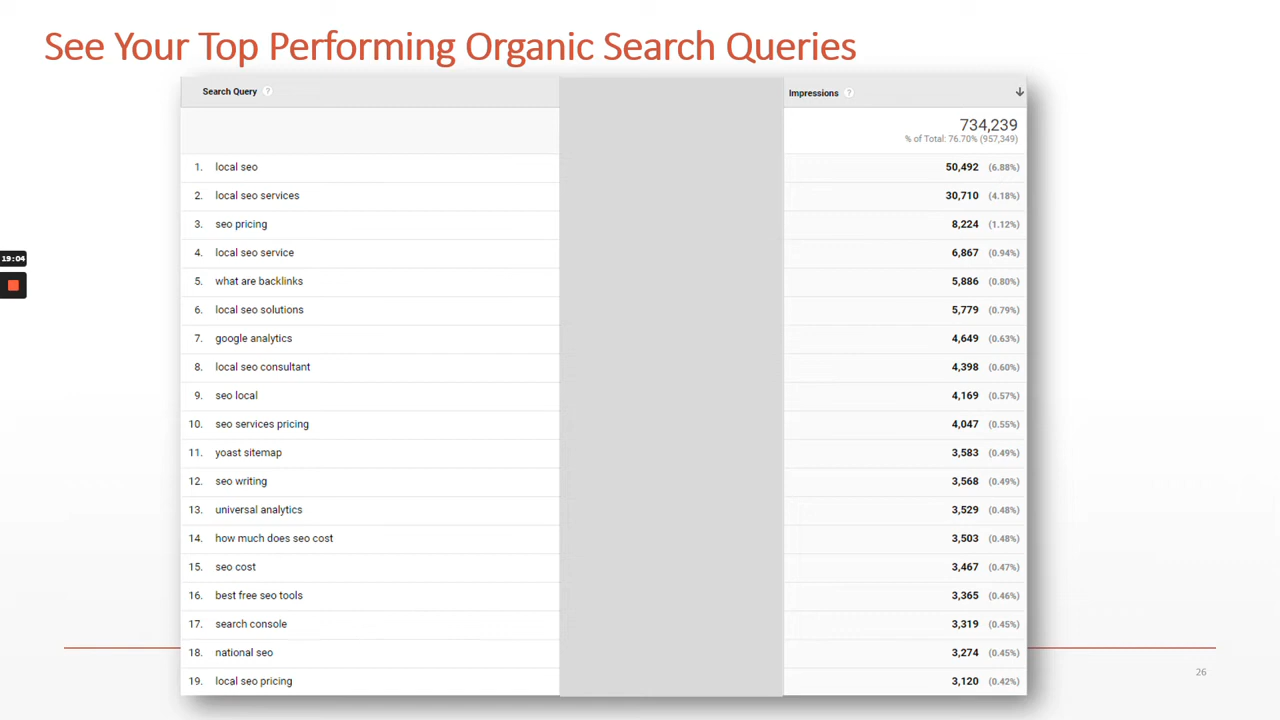 See Your Top Performing Organic Search Queries
Search Query ? Impressions ? ↓
734,239
% of Total: 76.70% (957,349)
1. local seo 50,492 (6.88%)
2. local seo services 30,710 (4.18%)
3. seo pricing 8,224 (1.12%)
4. local seo service 6,867 (0.94%)
19:04
5. what are backlinks 5,886 (0.80%)
6. local seo solutions 5,779 (0.79%)
7. google analytics 4,649 (0.63%)
8. local seo consultant 4,398 (0.60%)
9. seo local 4,169 (0.57%)
10. seo services pricing 4,047 (0.55%)
11. yoast sitemap 3,583 (0.49%)
12. seo writing 3,568 (0.49%)
13. universal analytics 3,529 (0.48%)
14. how much does seo cost 3,503 (0.48%)
15. seo cost 3,467 (0.47%)
16. best free seo tools 3,365 (0.46%)
17. search console 3,319 (0.45%)
18. national seo 3,274 (0.45%)
26
19. local seo pricing 3,120 (0.42%)